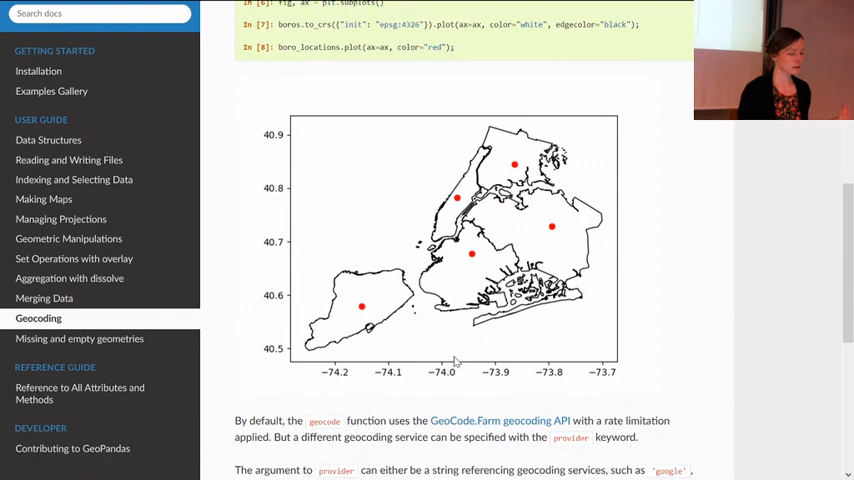 Search docs
GETTING STARTED
Installation
Examples Gallery
USER GUIDE
Data Structures
Reading and Writing Files
Indexing and Selecting Data
Making Maps
Managing Projections
Geometric Manipulations
Set Operations with overlay
Aggregation with dissolve
Merging Data
Geocoding
Missing and empty geometries
REFERENCE GUIDE
Reference to All Attributes and
Methods
DEVELOPER
Contributing to GeoPandas
In [6]: fig, ax = plt.subplots()
In [7]: boros.to_crs({"init": "epsg:4326"}).plot(ax=ax, color="white", edgecolor="black");
In [8]: boro_locations.plot(ax=ax, color="red");
40.9
40.8
40.7
40.6
40.5
−74.2 −74.1 −74.0 −73.9 −73.8 −73.7
By default, the geocode function uses the GeoCode.Farm geocoding API with a rate limitation
applied. But a different geocoding service can be specified with the provider keyword.
The argument to provider can either be a string referencing geocoding services, such as 'google',